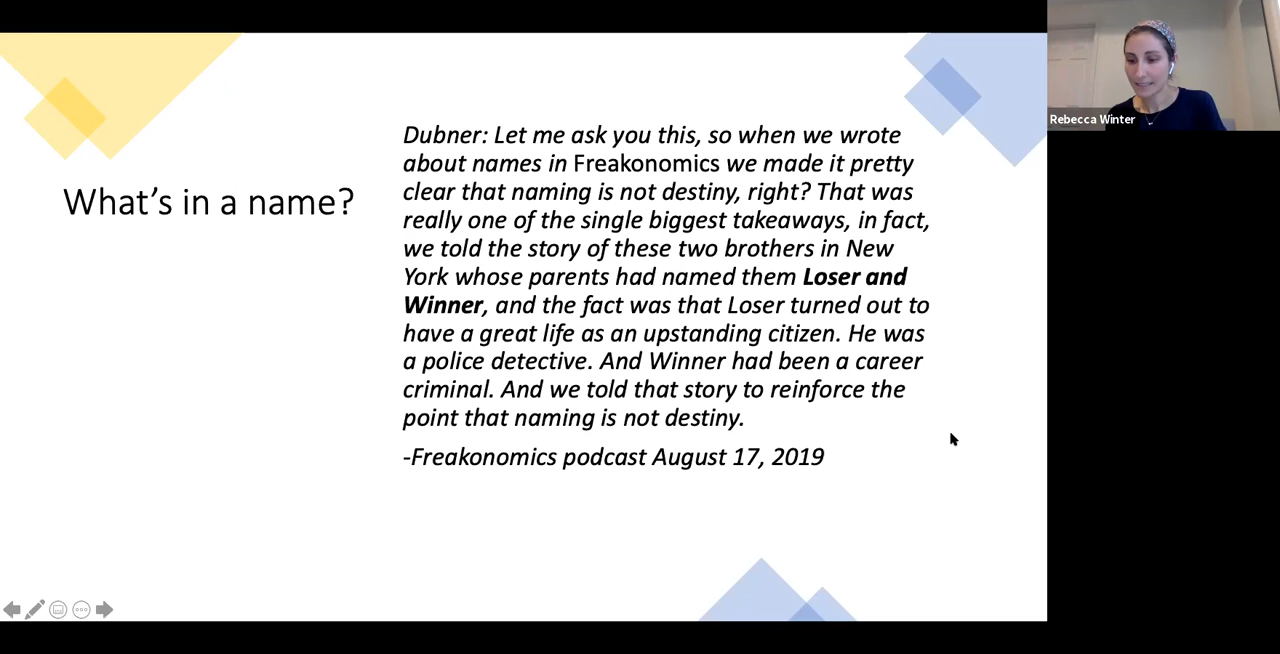 What’s in a name?
Dubner: Let me ask you this, so when we wrote
about names in Freakonomics we made it pretty
clear that naming is not destiny, right? That was
really one of the single biggest takeaways, in fact,
we told the story of these two brothers in New
York whose parents had named them Loser and
Winner, and the fact was that Loser turned out to
have a great life as an upstanding citizen. He was
a police detective. And Winner had been a career
criminal. And we told that story to reinforce the
point that naming is not destiny.
-Freakonomics podcast August 17, 2019
Rebecca Winter